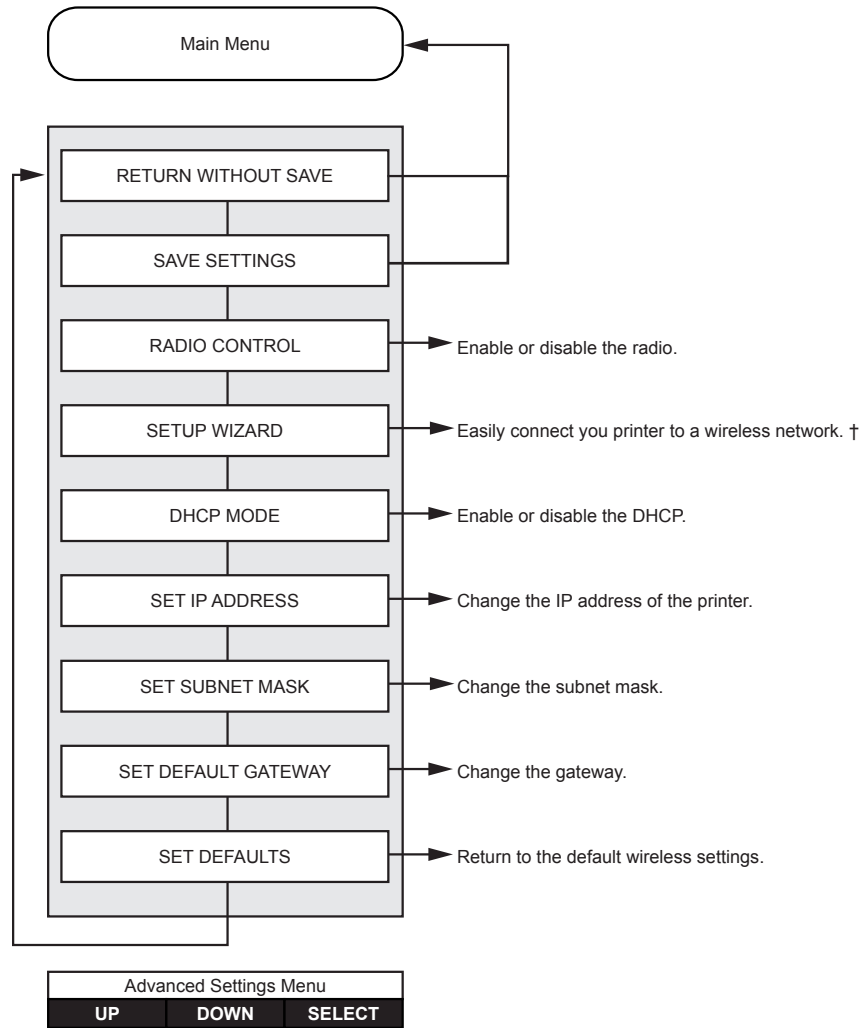 Main Menu
RETURN WITHOUT SAVE
SAVE SETTINGS
RADIO CONTROL
Enable or disable the radio.
SETUP WIZARD
Easily connect you printer to a wireless network. †
DHCP MODE
Enable or disable the DHCP.
SET IP ADDRESS
Change the IP address of the printer.
SET SUBNET MASK
Change the subnet mask.
SET DEFAULT GATEWAY
Change the gateway.
SET DEFAULTS
Return to the default wireless settings.
Advanced Settings Menu
UP DOWN SELECT